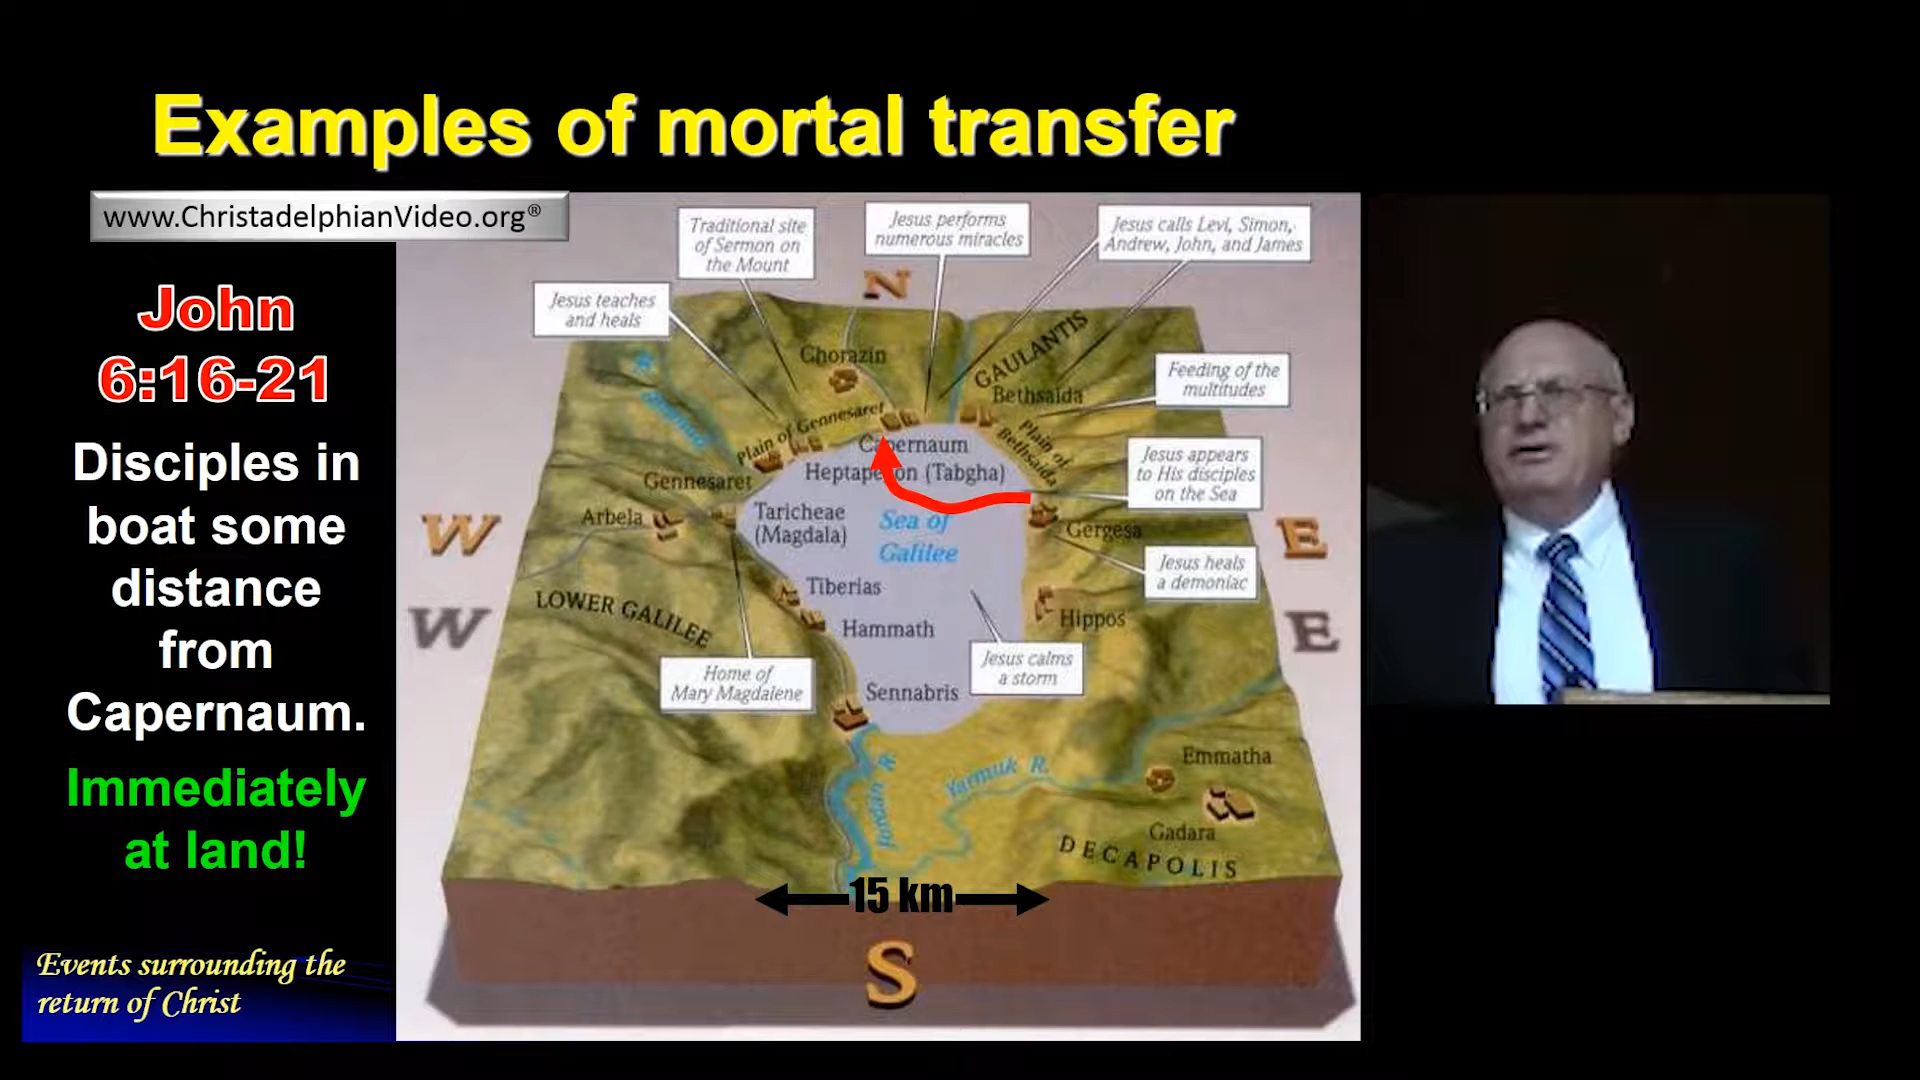 Examples of mortal transfer
www.ChristadelphianVideo.org®
John
6:16-21
Disciples in
boat some
distance
from
Capernaum.
Immediately
at land!
Events surrounding the
return of Christ
Traditional site
of Sermon on
the Mount
Jesus performs
numerous miracles
Jesus calls Levi, Simon,
Andrew, John, and James
Jesus teaches
and heals
N
Chorazin
GAULANTIS
Bethsaida
Feeding of the
multitudes
Plain of Gennesaret
Capernaum
Plain of
Bethsaida
Heptapegon (Tabgha)
Jesus appears
to His disciples
on the Sea
Gennesaret
Arbela
Taricheae
(Magdala)
Sea of
Galilee
Gergesa
W
E
Jesus heals
a demoniac
Tiberias
LOWER GALILEE
Hippos
W
E
Hammath
Jesus calms
a storm
Home of
Mary Magdalene
Sennabris
Jordan R.
Yarmuk R.
Emmatha
Gadara
DECAPOLIS
15 km
S